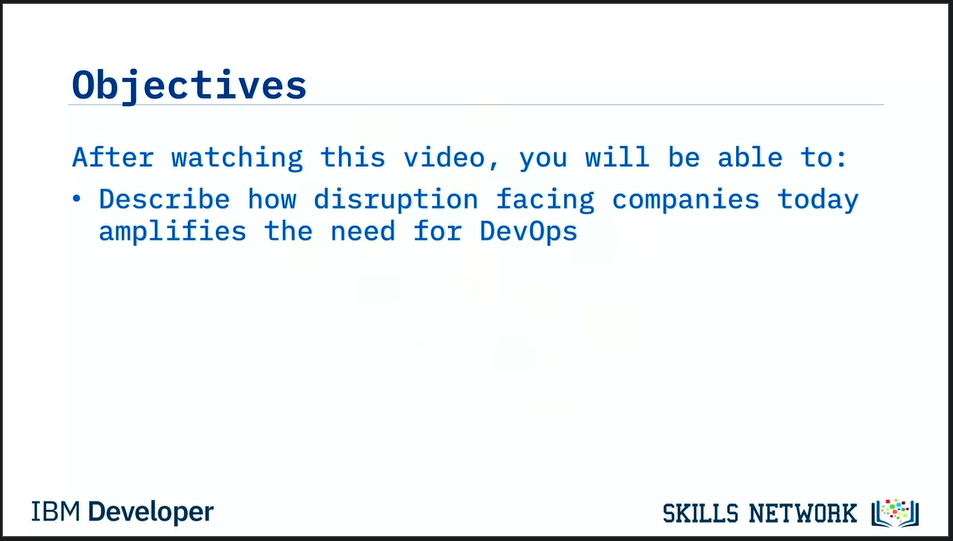 Objectives
After watching this video, you will be able to:
• Describe how disruption facing companies today
amplifies the need for DevOps
IBM Developer
SKILLS NETWORK